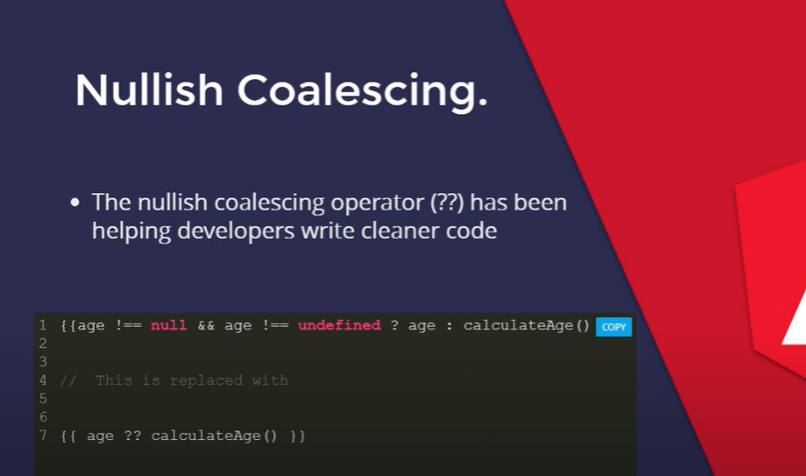 Nullish Coalescing.
• The nullish coalescing operator (??) has been
helping developers write cleaner code
1 {{age !== null && age !== undefined ? age : calculateAge() COPY
2
3
4 // This is replaced with
5
6
7 {{ age ?? calculateAge() }}